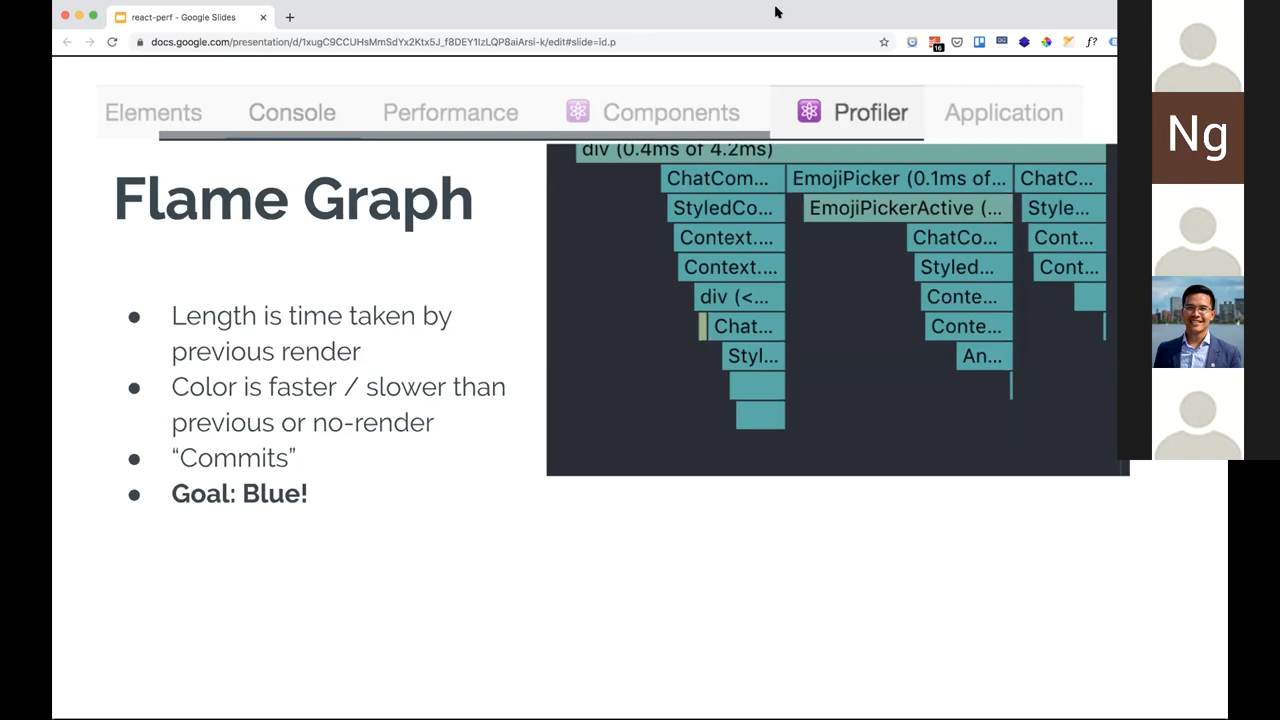 react-perf - Google Slides
docs.google.com/presentation/d/1xugC9CCUHsMmSdYx2Ktx5J_f8DEY1IzLQP8aiArsi-k/edit#slide=id.p
16
f?
Elements Console Performance Components Profiler Application
Flame Graph
Length is time taken by
previous render
Color is faster / slower than
previous or no-render
“Commits”
Goal: Blue!
div (0.4ms of 4.2ms)
ChatCom... EmojiPicker (0.1ms of... ChatC...
StyledCo... EmojiPickerActive (... Style...
Context.... ChatCo... Cont...
Context.... Styled... Cont...
div (<... Conte...
Chat... Conte...
Styl... An...
Ng